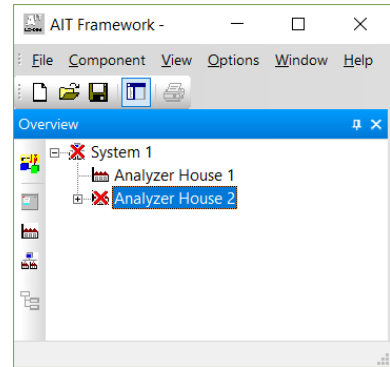 AIT Framework -
File Component View Options Window Help
Overview
System 1
Analyzer House 1
Analyzer House 2